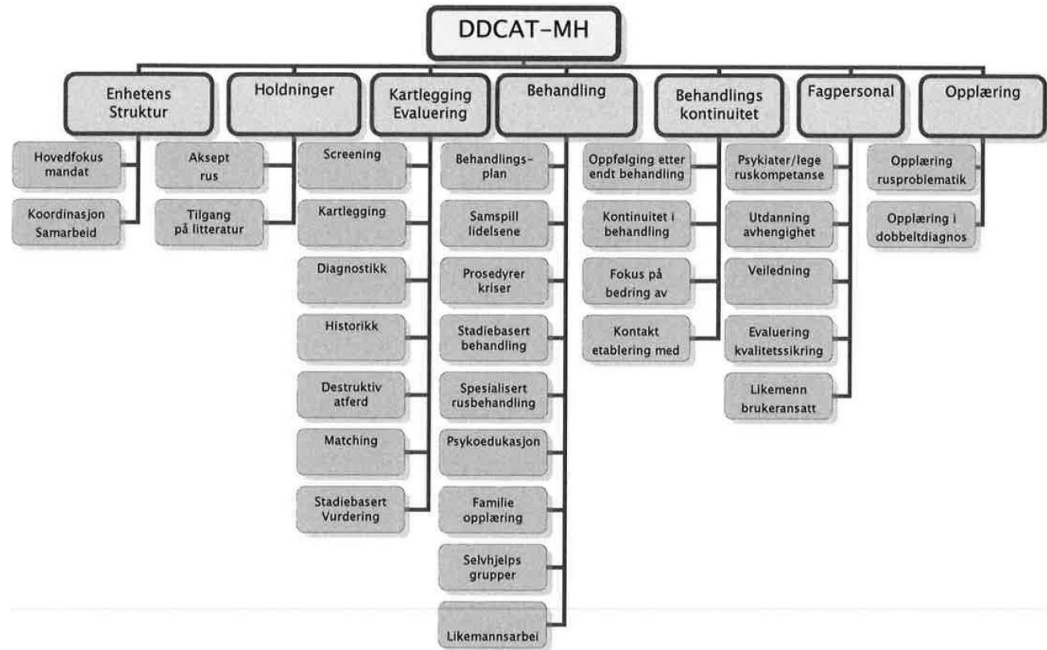 DDCAT-MH
Enhetens
Struktur
Hovedfokus
mandat
Koordinasjon
Samarbeid
Holdninger
Aksept
rus
Tilgang
på litteratur
Kartlegging
Evaluering
Screening
Kartlegging
Diagnostikk
Historikk
Destruktiv
atferd
Matching
Stadiebasert
Vurdering
Behandling
Behandlings-
plan
Samspill
lidelsene
Prosedyrer
kriser
Stadiebasert
behandling
Spesialisert
rusbehandling
Psykoedukasjon
Familie
opplæring
Selvhjelps
grupper
Likemannsarbei
Behandlings
kontinuitet
Oppfølging etter
endt behandling
Kontinuitet i
behandling
Fokus på
bedring av
Kontakt
etablering med
Fagpersonal
Psykiater/lege
ruskompetanse
Utdanning
avhengighet
Veiledning
Evaluering
kvalitetssikring
Likemenn
brukeransatt
Opplæring
Opplæring
rusproblematik
Opplæring i
dobbeltdiagnos